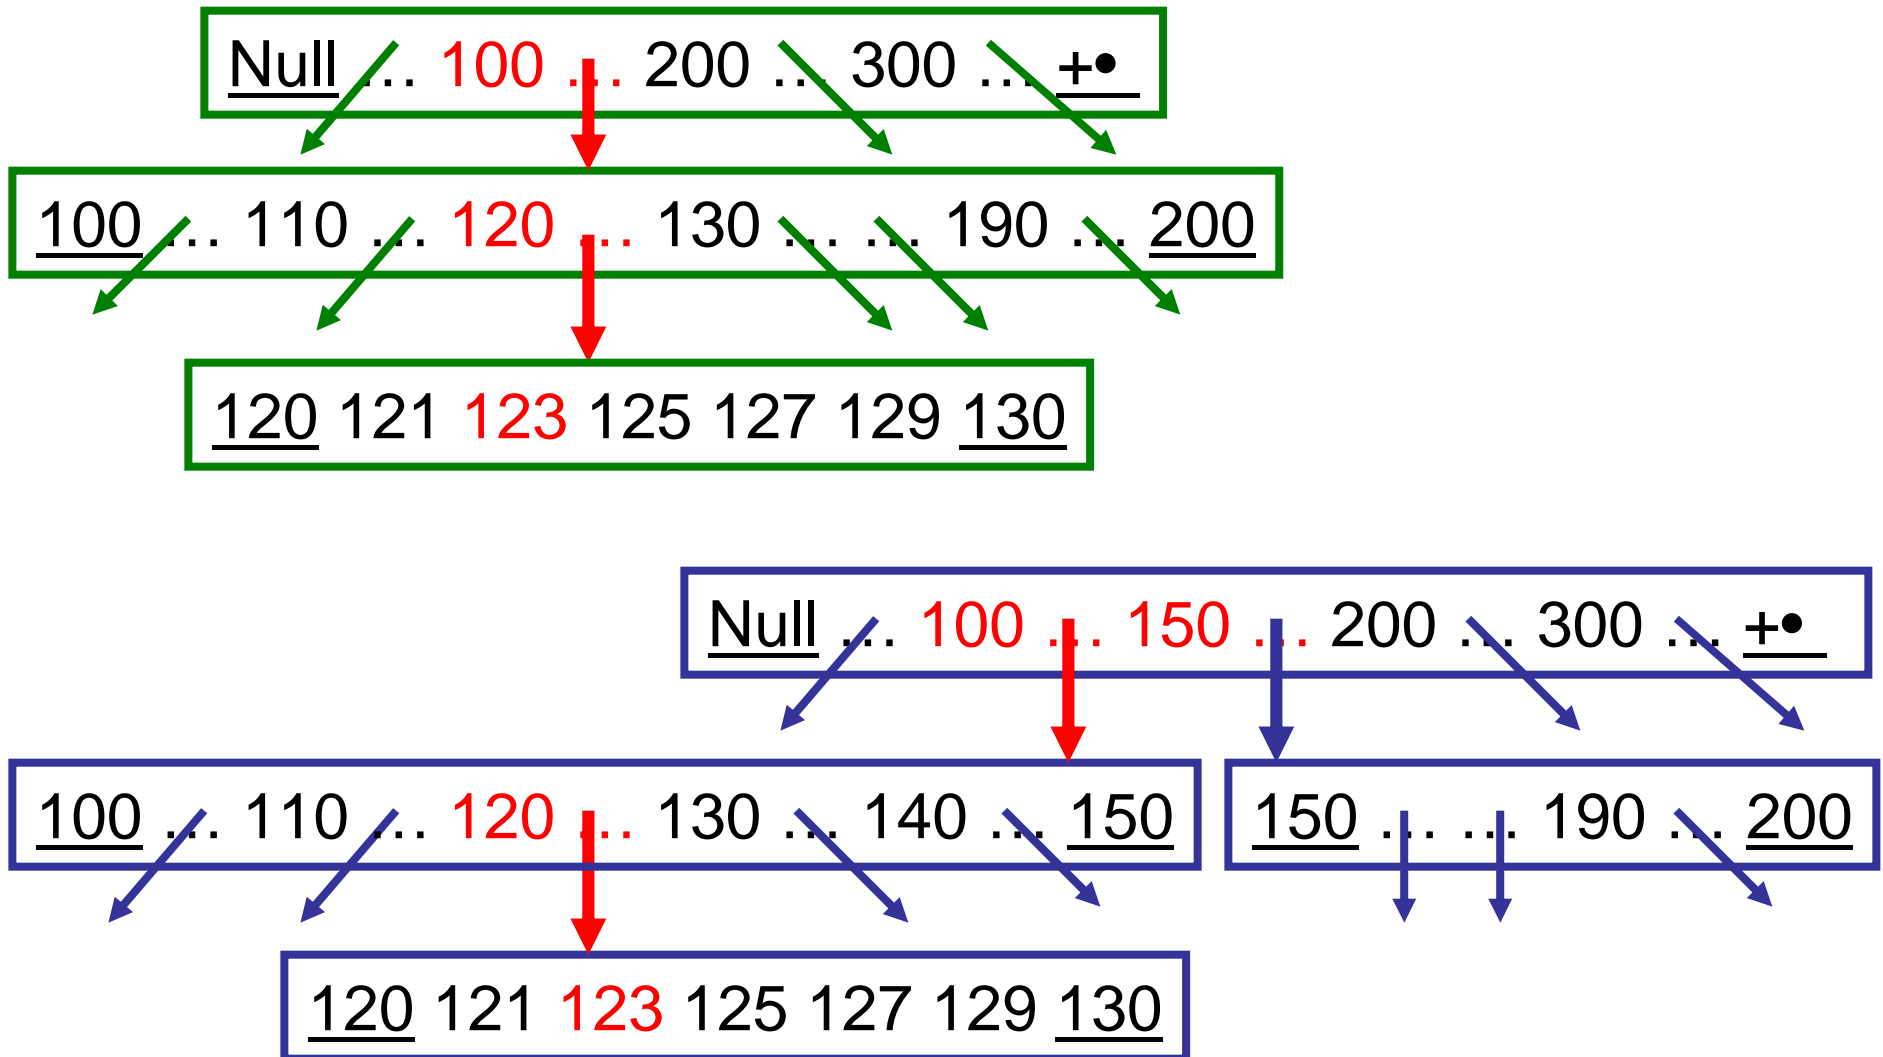 Null … 100 … 200 … 300 … +•
100 … 110 … 120 … 130 … … 190 … 200
120 121 123 125 127 129 130
Null … 100 … 150 … 200 … 300 … +•
100 … 110 … 120 … 130 … 140 … 150
150 … … 190 … 200
120 121 123 125 127 129 130